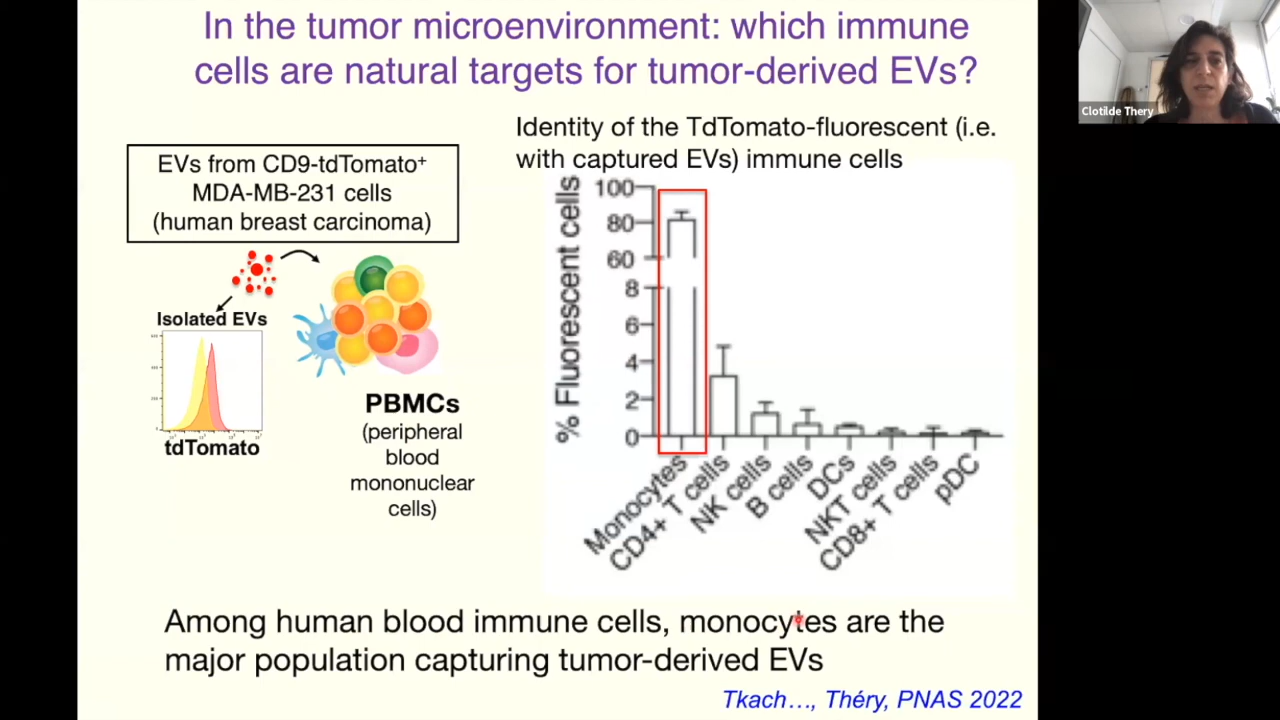 In the tumor microenvironment: which immune
cells are natural targets for tumor-derived EVs?
Clotilde Thery
Identity of the TdTomato-fluorescent (i.e.
with captured EVs) immune cells
EVs from CD9-tdTomato⁺
MDA-MB-231 cells
(human breast carcinoma)
Isolated EVs
tdTomato
PBMCs
(peripheral
blood
mononuclear
cells)
% Fluorescent cells
100
80
60
8
6
4
2
0
Monocytes
CD4+ T cells
NK cells
B cells
DCs
NKT cells
CD8+ T cells
pDC
Among human blood immune cells, monocytes are the
major population capturing tumor-derived EVs
Tkach…, Théry, PNAS 2022